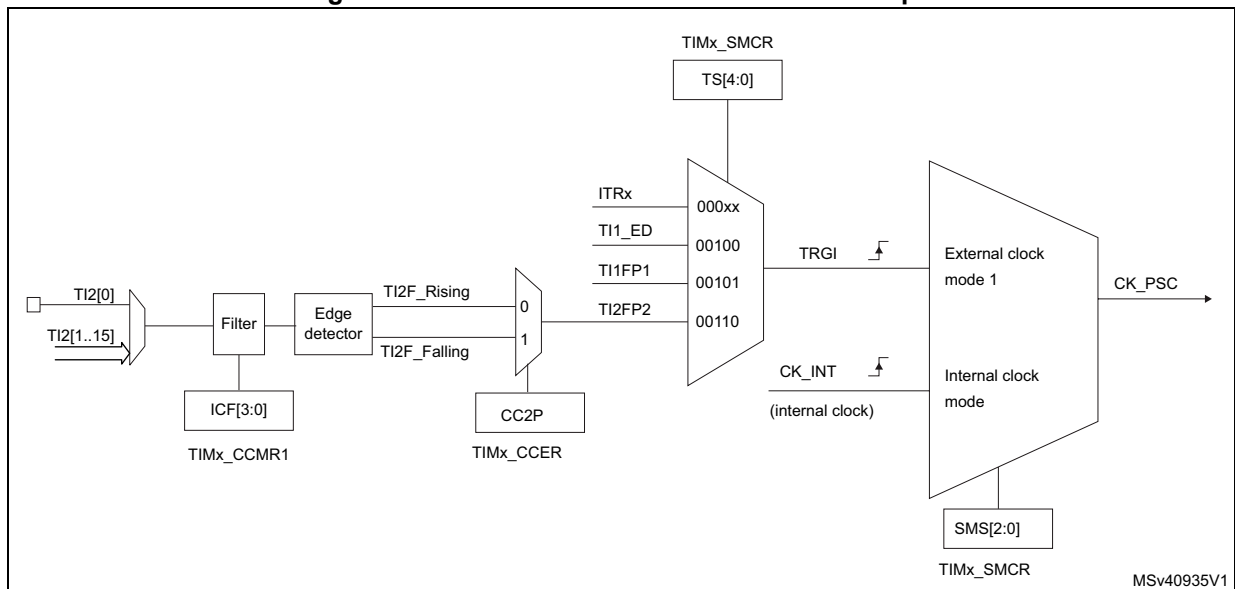 TIMx_SMCR
TS[4:0]
ITRx
000xx
TI1_ED
00100
TRGI
External clock
mode 1
TI1FP1
00101
CK_PSC
TI2[0]
TI2F_Rising
TI2FP2
0
00110
Filter
Edge
detector
1
TI2[1..15]
TI2F_Falling
CK_INT
Internal clock
mode
(internal clock)
ICF[3:0]
CC2P
TIMx_CCMR1
TIMx_CCER
SMS[2:0]
TIMx_SMCR
MSv40935V1